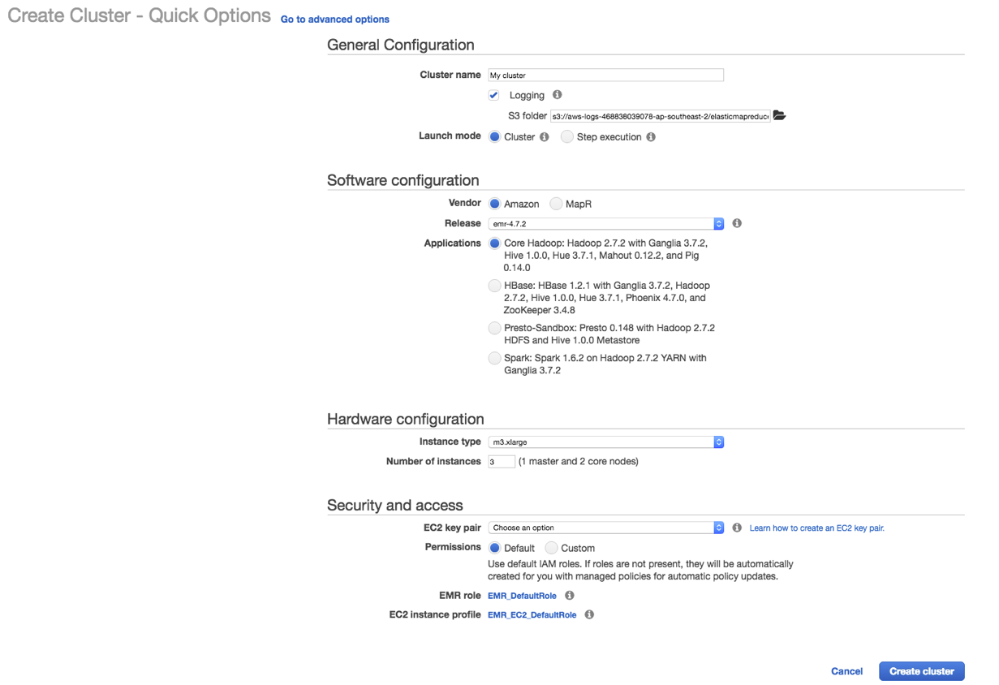 Create Cluster - Quick Options Go to advanced options
General Configuration
Cluster name My cluster
Logging
S3 folder s3://aws-logs-468838039078-ap-southeast-2/elasticmapreduce
Launch mode Cluster Step execution
Software configuration
Vendor Amazon MapR
Release emr-4.7.2
Applications Core Hadoop: Hadoop 2.7.2 with Ganglia 3.7.2,
Hive 1.0.0, Hue 3.7.1, Mahout 0.12.2, and Pig
0.14.0
HBase: HBase 1.2.1 with Ganglia 3.7.2, Hadoop
2.7.2, Hive 1.0.0, Hue 3.7.1, Phoenix 4.7.0, and
ZooKeeper 3.4.8
Presto-Sandbox: Presto 0.148 with Hadoop 2.7.2
HDFS and Hive 1.0.0 Metastore
Spark: Spark 1.6.2 on Hadoop 2.7.2 YARN with
Ganglia 3.7.2
Hardware configuration
Instance type m3.xlarge
Number of instances 3 (1 master and 2 core nodes)
Security and access
EC2 key pair Choose an option Learn how to create an EC2 key pair.
Permissions Default Custom
Use default IAM roles. If roles are not present, they will be automatically
created for you with managed policies for automatic policy updates.
EMR role EMR_DefaultRole
EC2 instance profile EMR_EC2_DefaultRole
Cancel Create cluster